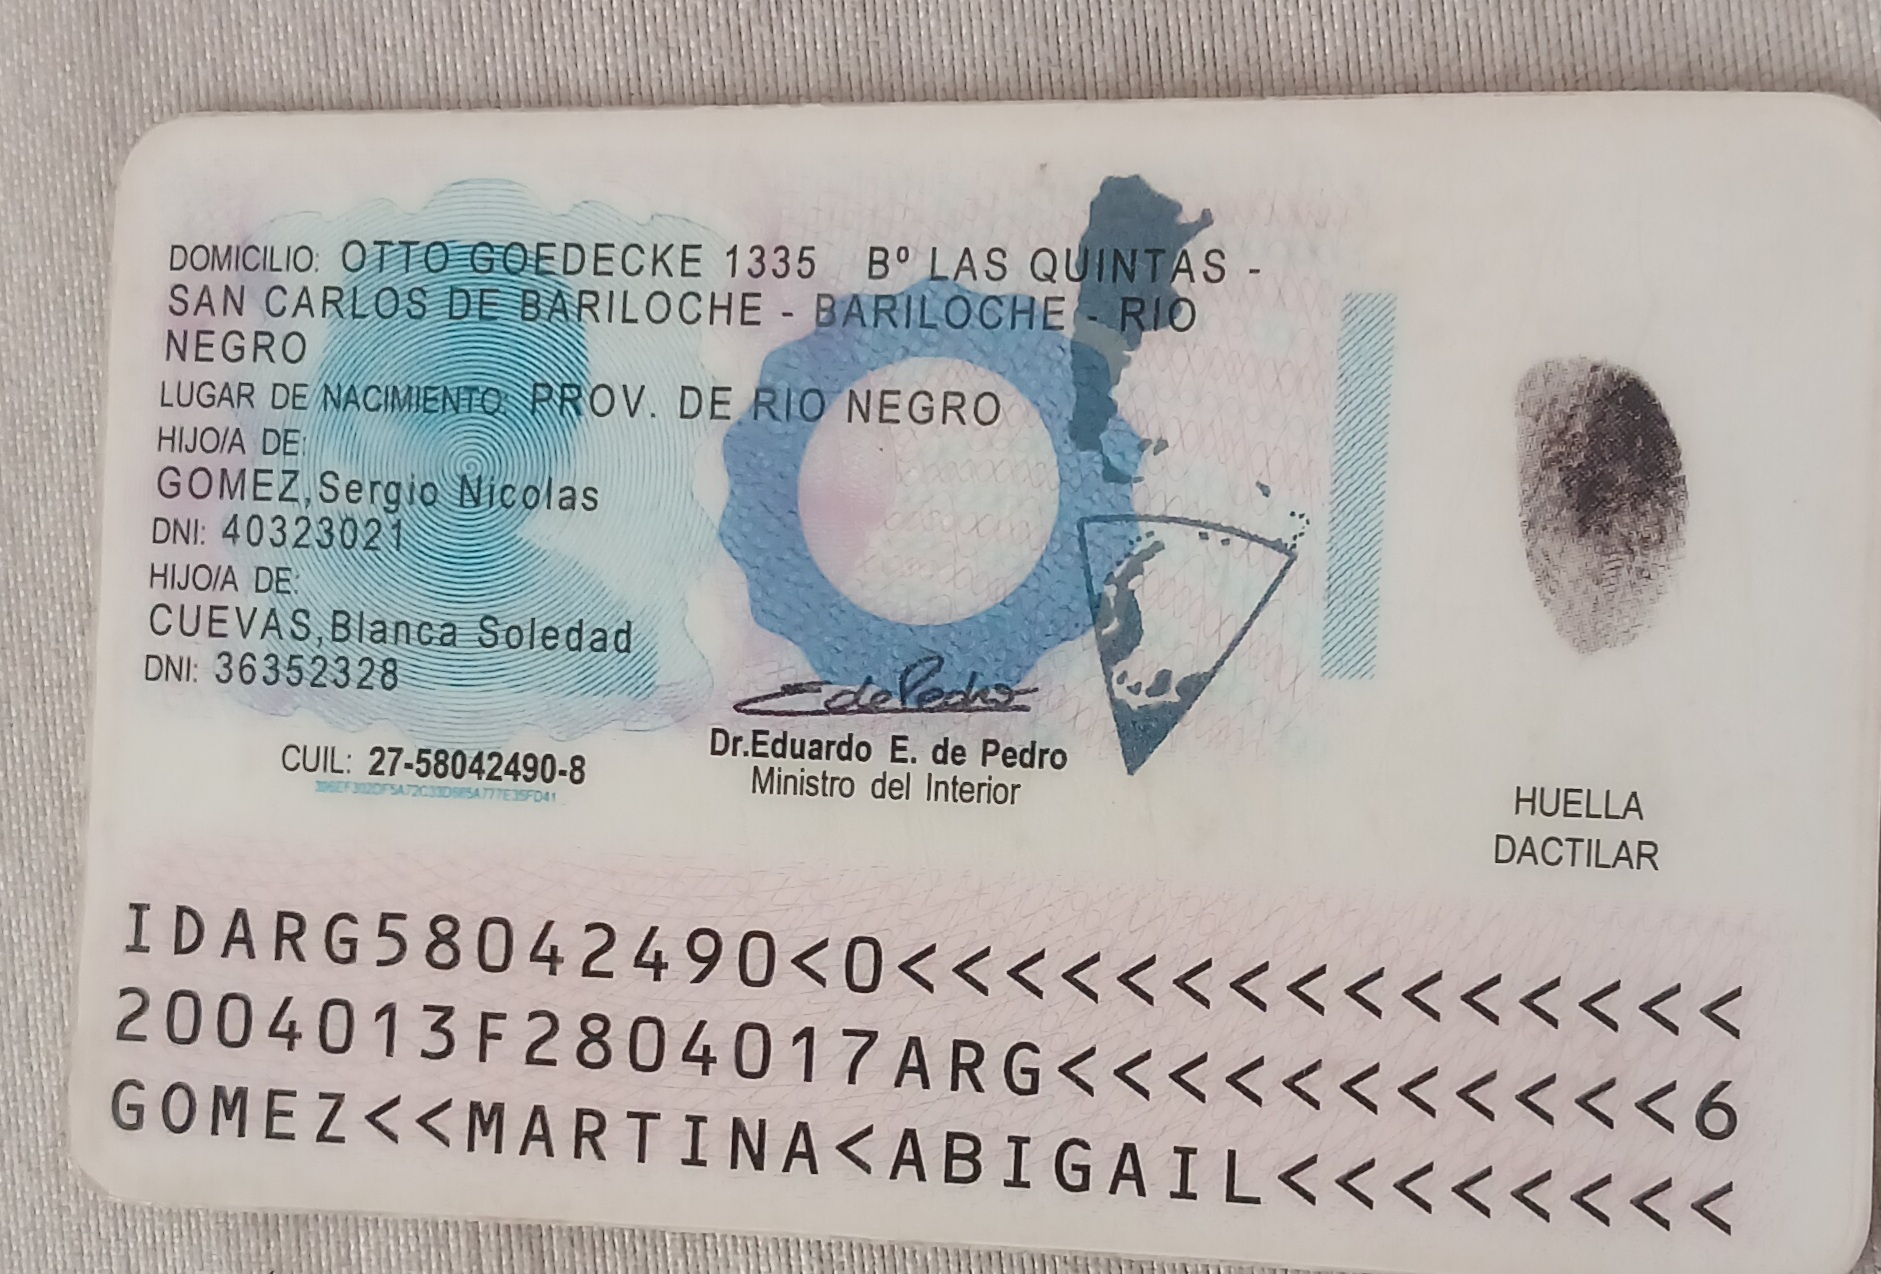 DOMICILIO: OTTO GOEDECKE 1335 Bº LAS QUINTAS -
SAN CARLOS DE BARILOCHE - BARILOCHE - RIO
NEGRO
LUGAR DE NACIMIENTO: PROV. DE RIO NEGRO
HIJO/A DE:
GOMEZ,Sergio Nicolas
DNI: 40323021
HIJO/A DE:
CUEVAS,Blanca Soledad
DNI: 36352328
CUIL: 27-58042490-8
EdePedro
Dr.Eduardo E. de Pedro
Ministro del Interior
HUELLA
DACTILAR
IDARG58042490<0<<<<<<<<<<<<<<<
2004013F2804017ARG<<<<<<<<<<<6
GOMEZ<<MARTINA<ABIGAIL<<<<<<<<